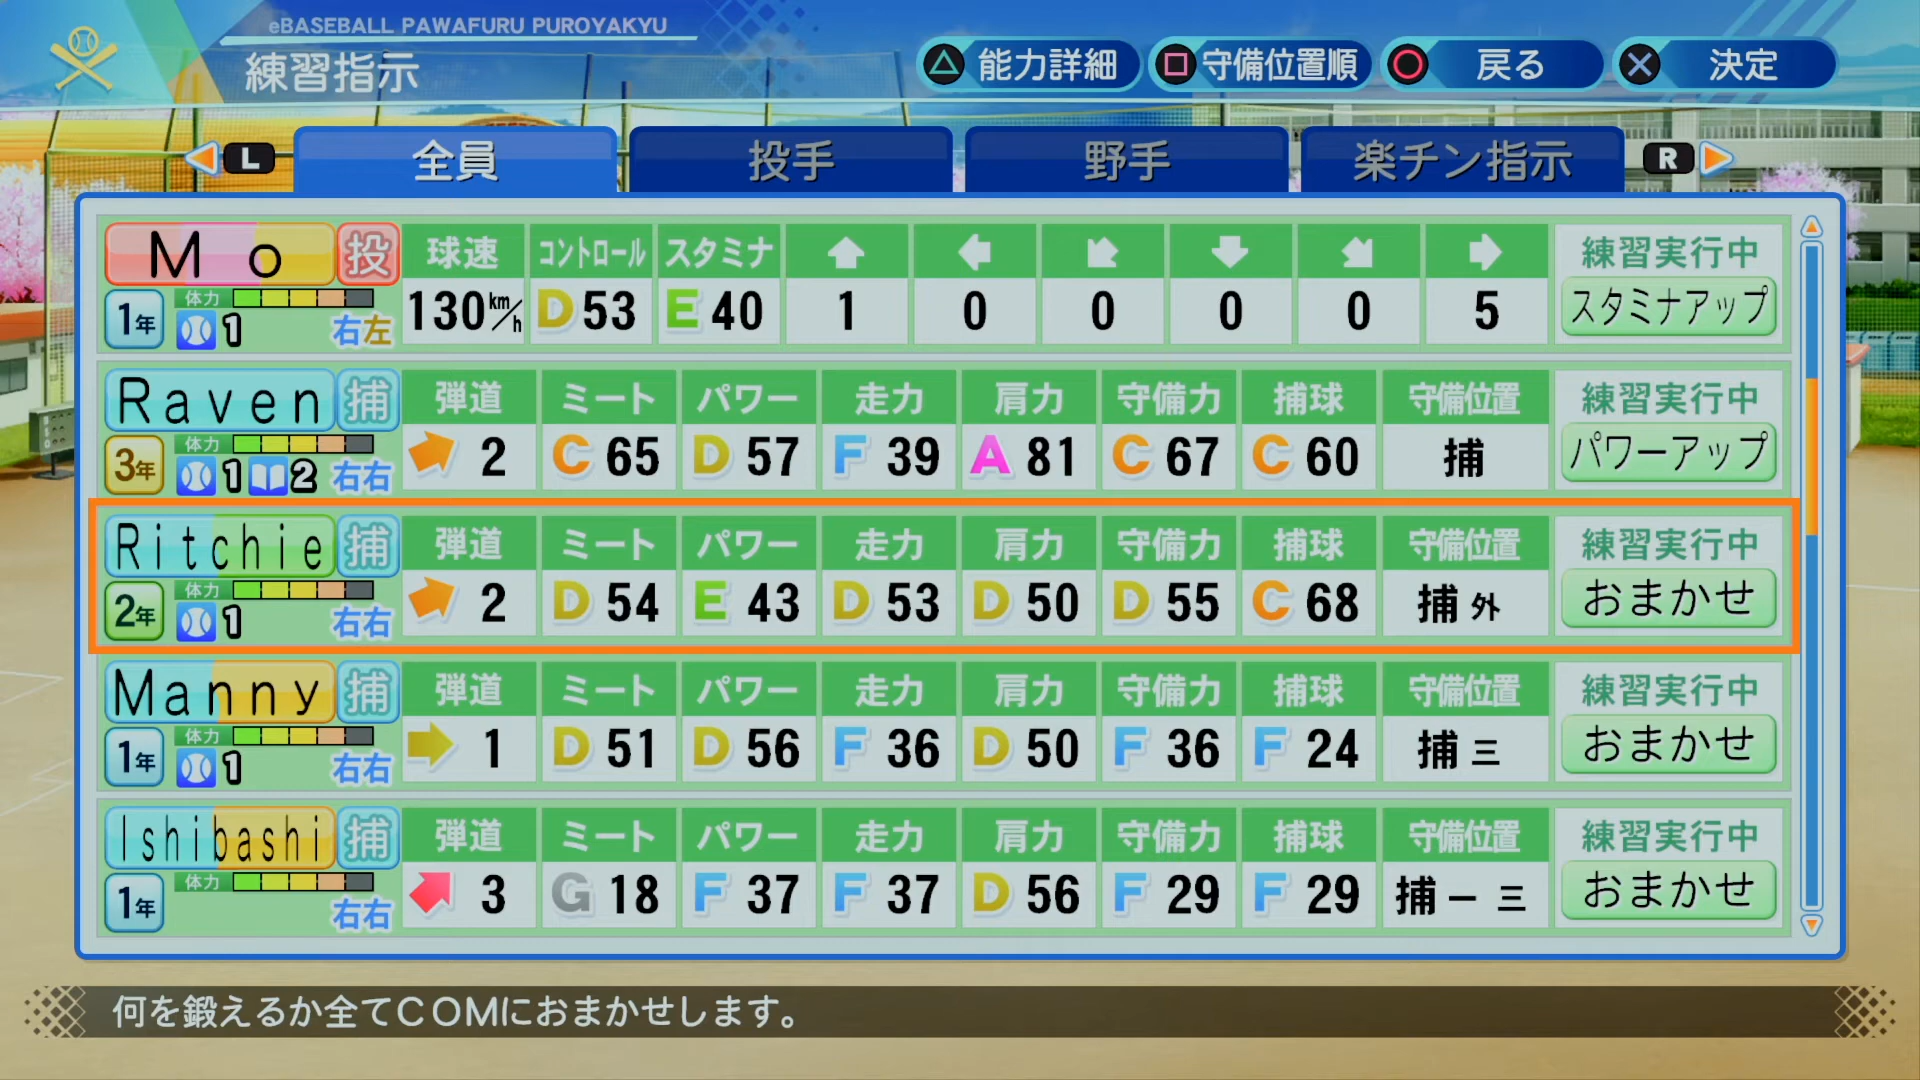 eBASEBALL PAWAFURU PUROYAKYU
練習指示
能力詳細 守備位置順 戻る 決定
L 全員 投手 野手 楽チン指示 R
Mo 投 球速 コントロール スタミナ 練習実行中
1年 体力 1 右左 130km/h D 53 E 40 1 0 0 0 0 5 スタミナアップ
Raven 捕 弾道 ミート パワー 走力 肩力 守備力 捕球 守備位置 練習実行中
3年 体力 1 2 右右 2 C 65 D 57 F 39 A 81 C 67 C 60 捕 パワーアップ
Ritchie 捕 弾道 ミート パワー 走力 肩力 守備力 捕球 守備位置 練習実行中
2年 体力 1 右右 2 D 54 E 43 D 53 D 50 D 55 C 68 捕 外 おまかせ
Manny 捕 弾道 ミート パワー 走力 肩力 守備力 捕球 守備位置 練習実行中
1年 体力 1 右右 1 D 51 D 56 F 36 D 50 F 36 F 24 捕 三 おまかせ
Ishibashi 捕 弾道 ミート パワー 走力 肩力 守備力 捕球 守備位置 練習実行中
1年 体力 右右 3 G 18 F 37 F 37 D 56 F 29 F 29 捕 一 三 おまかせ
何を鍛えるか全てCOMにおまかせします。